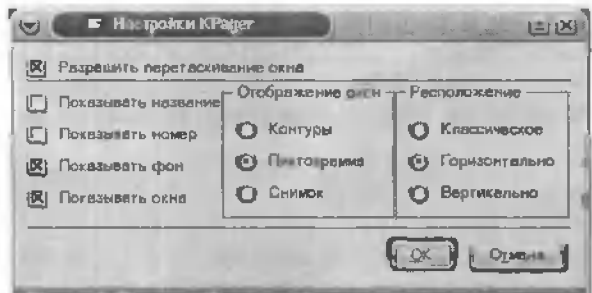 Настройки KPager
Разрешить перетаскивание окна
Показывать название
Показывать номер
Показывать фон
Показывать окна
Отображение окон
Контуры
Пиктограмма
Снимок
Расположение
Классическое
Горизонтально
Вертикально
OK
Отмена